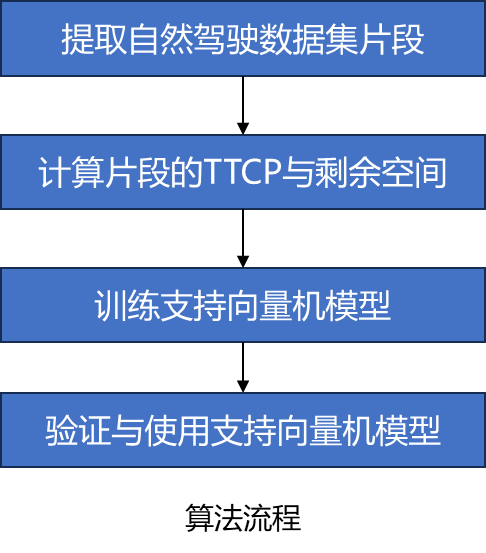 提取自然驾驶数据集片段
计算片段的TTCP与剩余空间
训练支持向量机模型
验证与使用支持向量机模型
算法流程